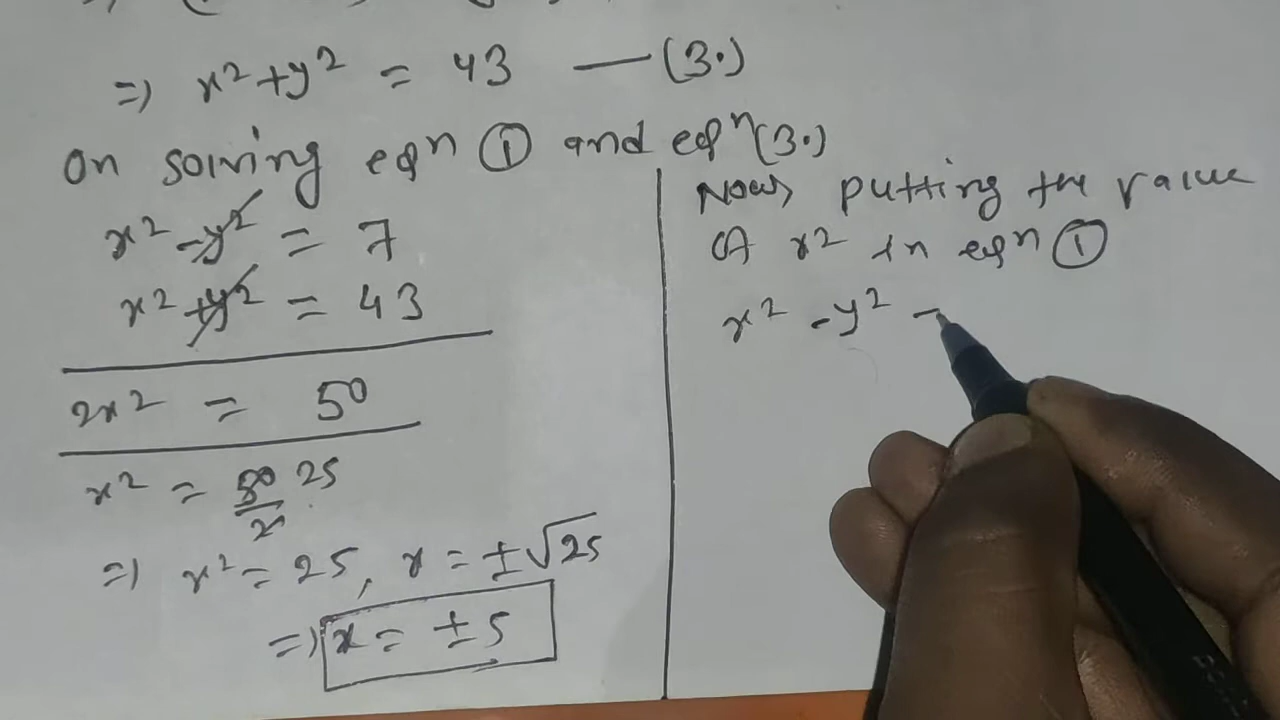 =) x²+y² = 43 — (3.)
On solving eqn ① and eqn (3.)
x² - y² = 7
x² + y² = 43
2x² = 50
x² = 50/2 25
=) x² = 25, x = ±√25
=) x = ±5
Now putting the value
of x² in eqn ①
x² - y² =